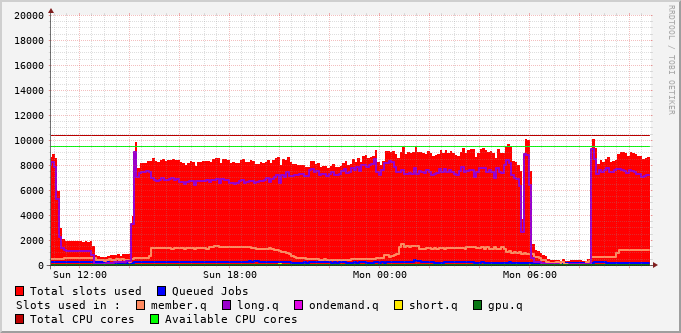 20000
18000
16000
14000
12000
10000
8000
6000
4000
2000
0
Sun 12:00 Sun 18:00 Mon 00:00 Mon 06:00
Total slots used Queued Jobs
Slots used in : member.q long.q ondemand.q short.q gpu.q
Total CPU cores Available CPU cores
RRDTOOL / TOBI OETIKER